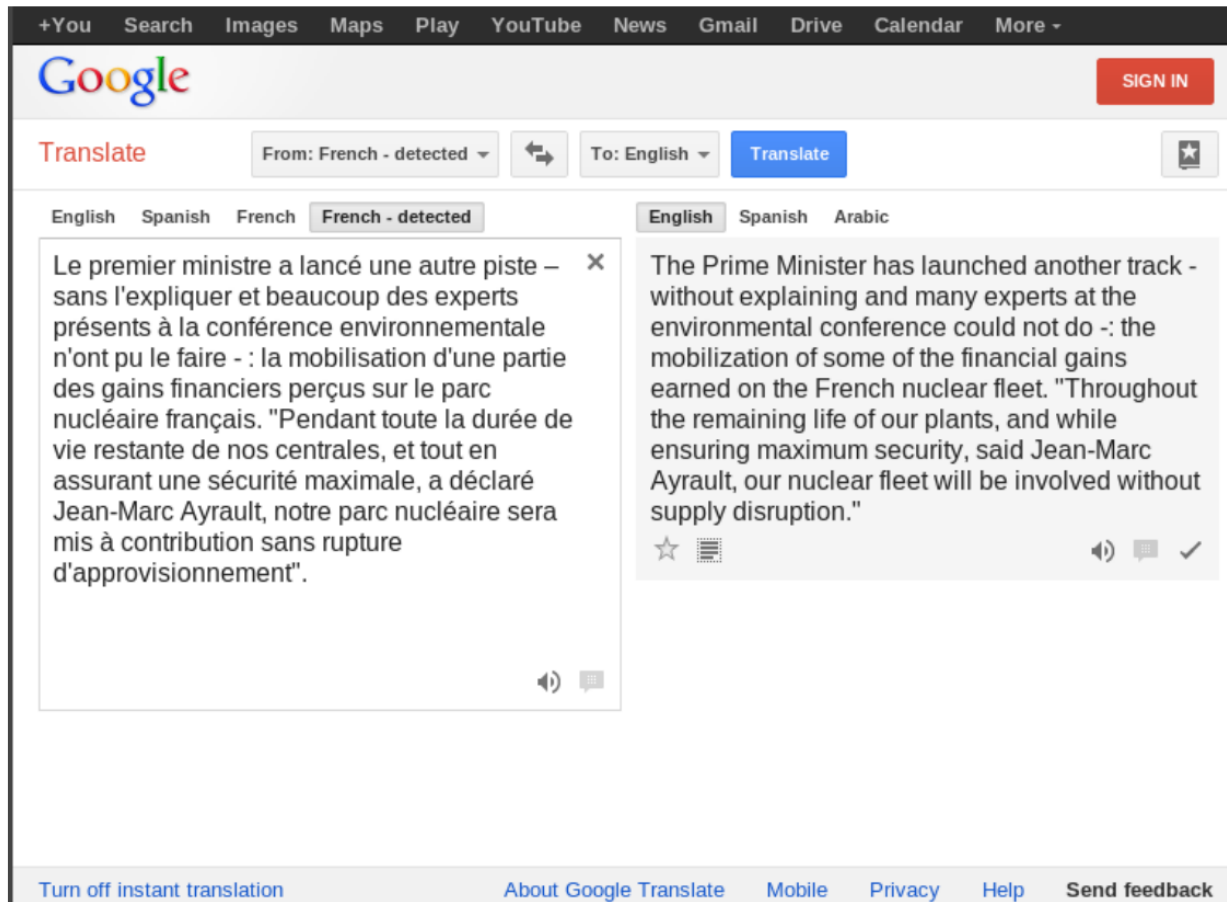 +You Search Images Maps Play YouTube News Gmail Drive Calendar More
Google
SIGN IN
Translate
From: French - detected
To: English
Translate
English Spanish French French - detected
English Spanish Arabic
Le premier ministre a lancé une autre piste –
sans l'expliquer et beaucoup des experts
présents à la conférence environnementale
n'ont pu le faire - : la mobilisation d'une partie
des gains financiers perçus sur le parc
nucléaire français. "Pendant toute la durée de
vie restante de nos centrales, et tout en
assurant une sécurité maximale, a déclaré
Jean-Marc Ayrault, notre parc nucléaire sera
mis à contribution sans rupture
d'approvisionnement".
The Prime Minister has launched another track -
without explaining and many experts at the
environmental conference could not do -: the
mobilization of some of the financial gains
earned on the French nuclear fleet. "Throughout
the remaining life of our plants, and while
ensuring maximum security, said Jean-Marc
Ayrault, our nuclear fleet will be involved without
supply disruption."
Turn off instant translation
About Google Translate Mobile Privacy Help Send feedback